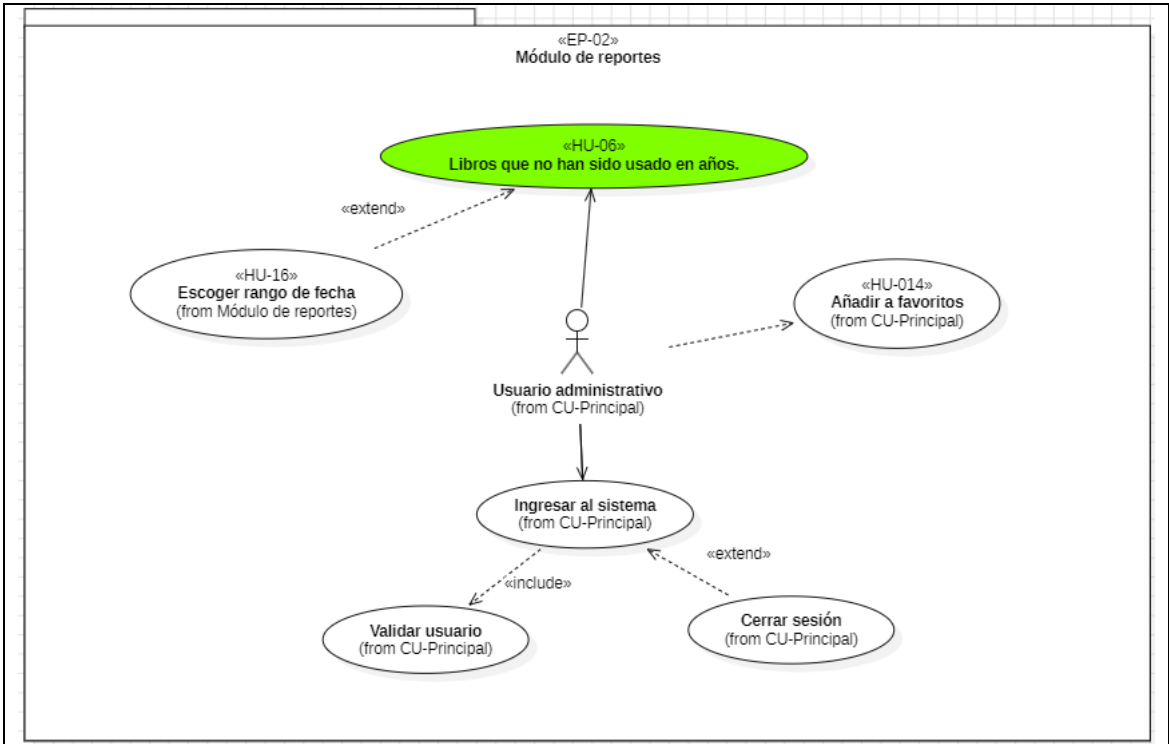 «EP-02»
Módulo de reportes
«HU-06»
Libros que no han sido usado en años.
«extend»
«HU-16»
Escoger rango de fecha
(from Módulo de reportes)
«HU-014»
Añadir a favoritos
(from CU-Principal)
Usuario administrativo
(from CU-Principal)
Ingresar al sistema
(from CU-Principal)
«extend»
«include»
Validar usuario
(from CU-Principal)
Cerrar sesión
(from CU-Principal)